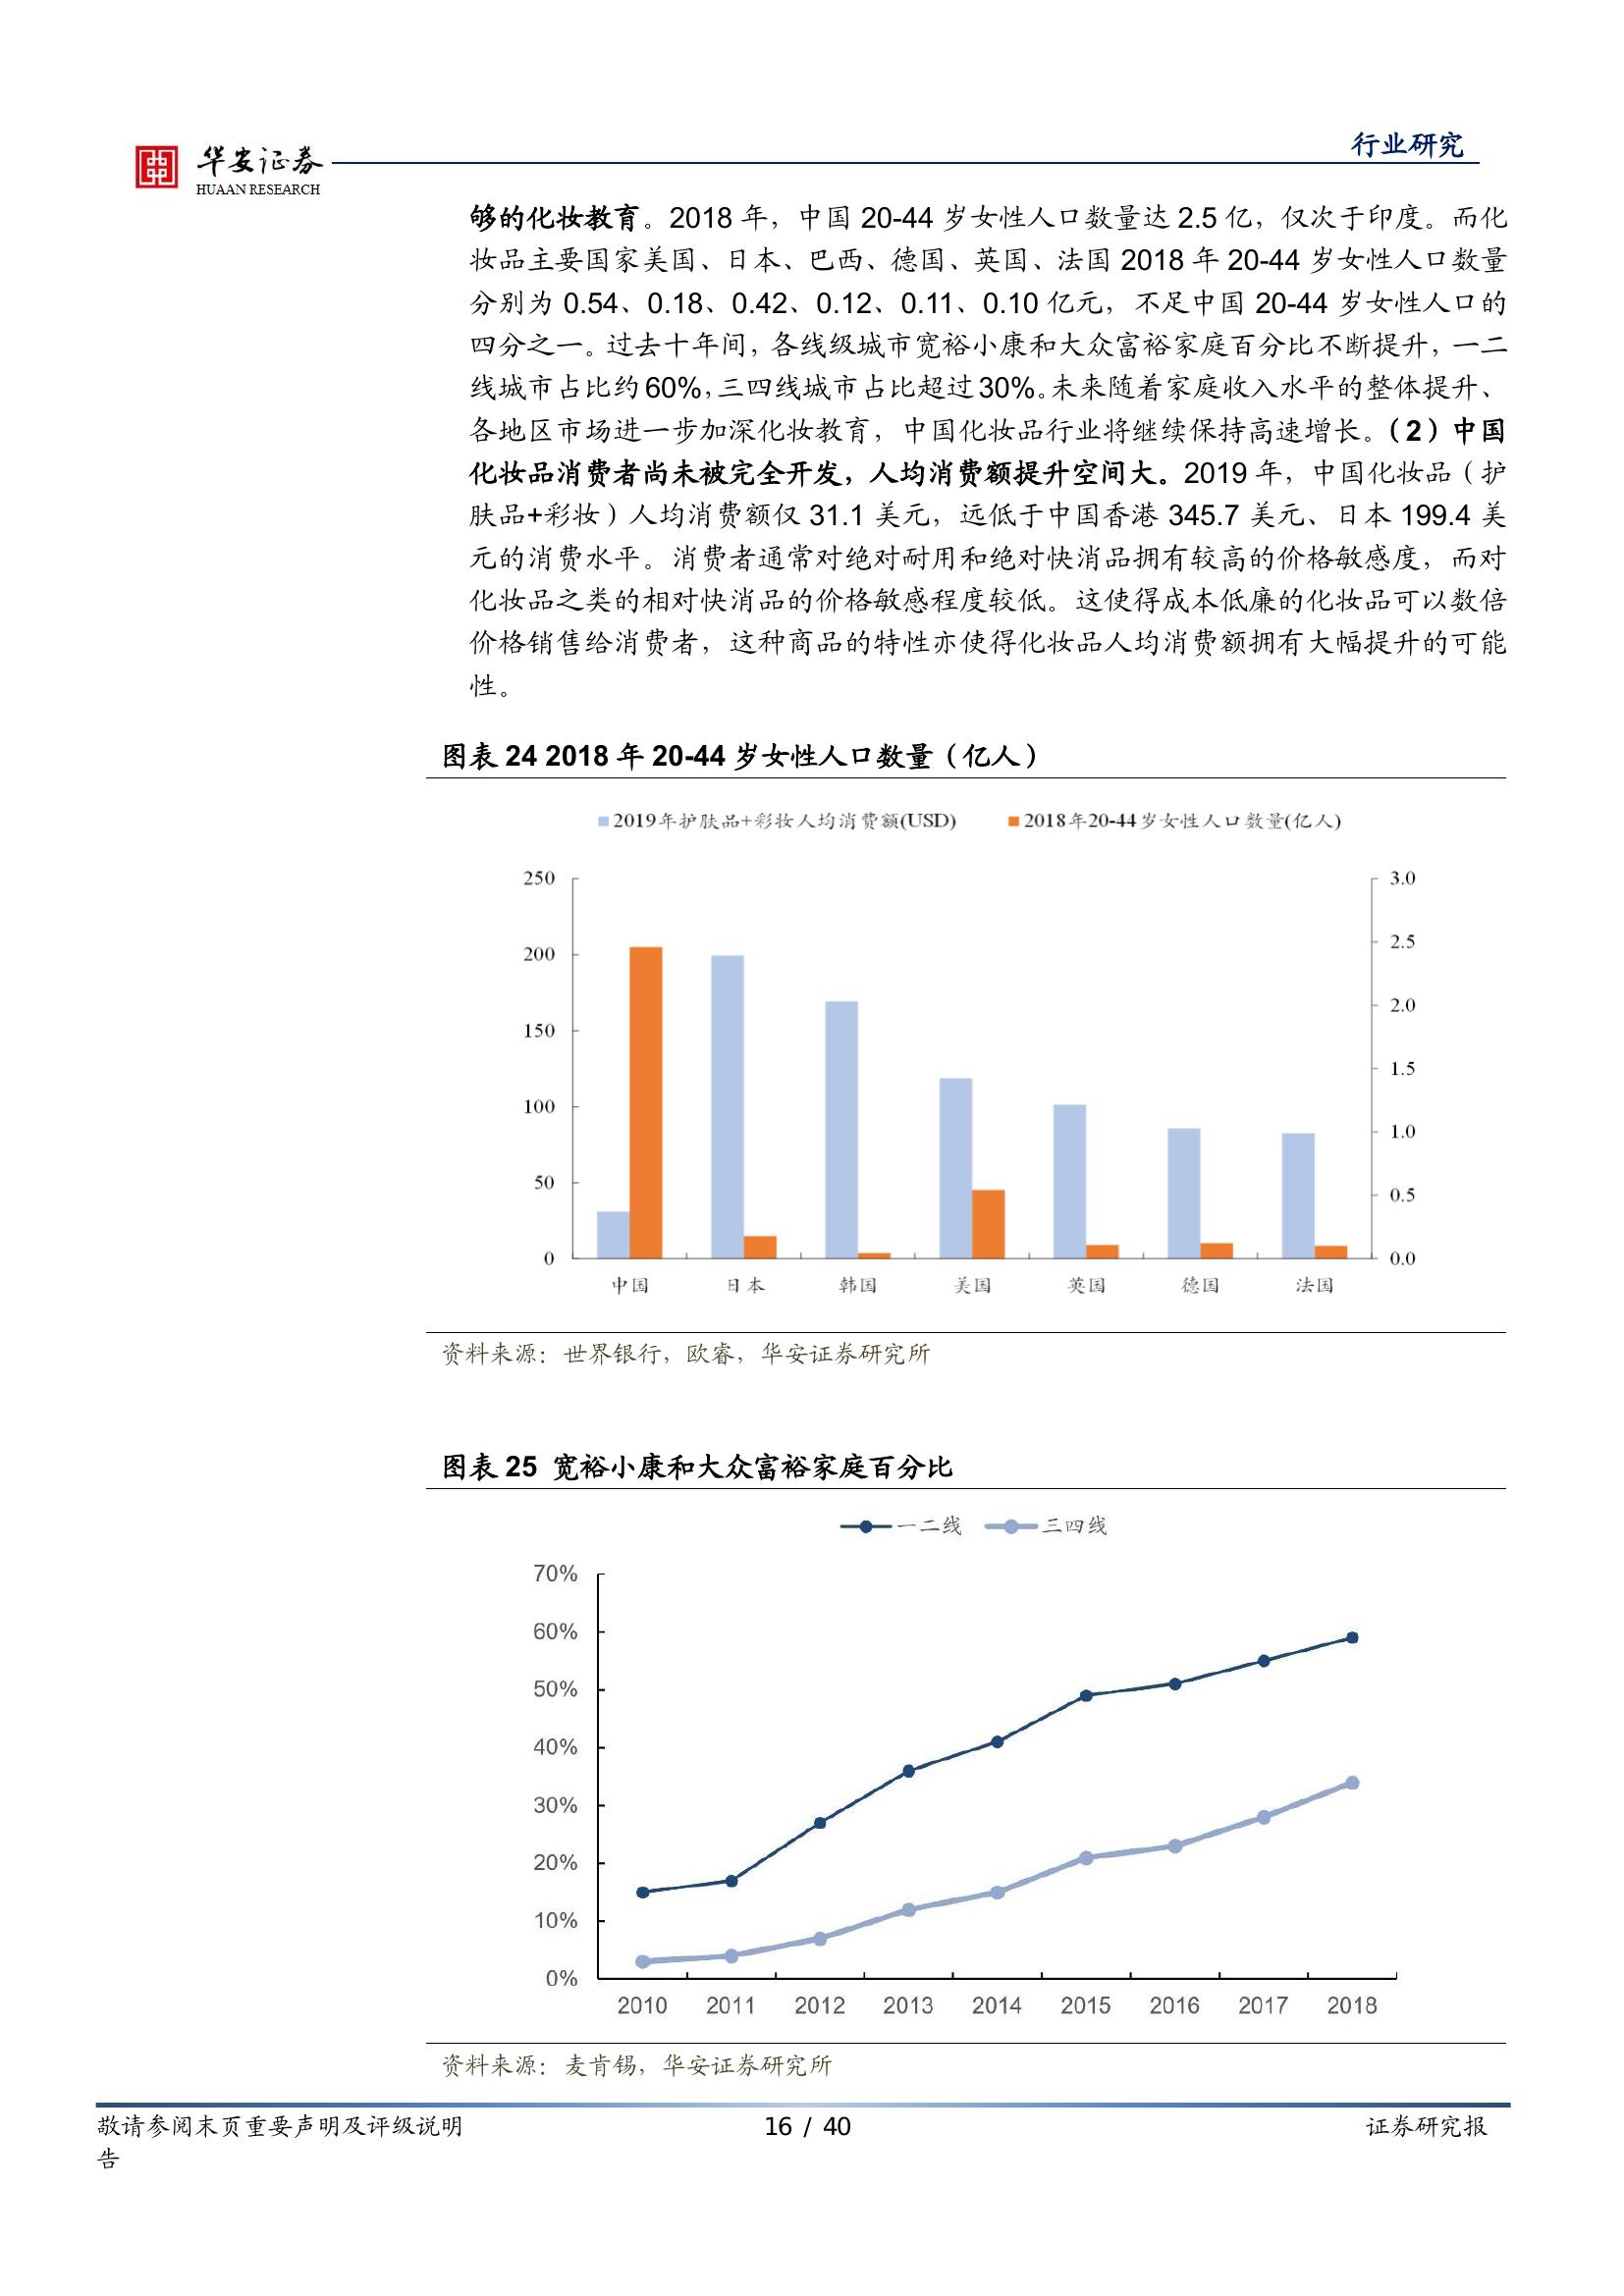 华安证券
HUAAN RESEARCH
行业研究
够的化妆教育。2018 年，中国 20-44 岁女性人口数量达 2.5 亿，仅次于印度。而化
妆品主要国家美国、日本、巴西、德国、英国、法国 2018 年 20-44 岁女性人口数量
分别为 0.54、0.18、0.42、0.12、0.11、0.10 亿元，不足中国 20-44 岁女性人口的
四分之一。过去十年间，各线级城市宽裕小康和大众富裕家庭百分比不断提升，一二
线城市占比约 60%，三四线城市占比超过 30%。未来随着家庭收入水平的整体提升、
各地区市场进一步加深化妆教育，中国化妆品行业将继续保持高速增长。（2）中国
化妆品消费者尚未被完全开发，人均消费额提升空间大。2019 年，中国化妆品（护
肤品+彩妆）人均消费额仅 31.1 美元，远低于中国香港 345.7 美元、日本 199.4 美
元的消费水平。消费者通常对绝对耐用和绝对快消品拥有较高的价格敏感度，而对
化妆品之类的相对快消品的价格敏感程度较低。这使得成本低廉的化妆品可以数倍
价格销售给消费者，这种商品的特性亦使得化妆品人均消费额拥有大幅提升的可能
性。
图表 24 2018 年 20-44 岁女性人口数量（亿人）
2019年护肤品+彩妆人均消费额(USD) 2018年20-44岁女性人口数量(亿人)
250 3.0
200 2.5
150 2.0
100 1.5
50 1.0
0 0.5
0.0
中国 日本 韩国 美国 英国 德国 法国
资料来源：世界银行，欧睿，华安证券研究所
图表 25 宽裕小康和大众富裕家庭百分比
一二线 三四线
70%
60%
50%
40%
30%
20%
10%
0%
2010 2011 2012 2013 2014 2015 2016 2017 2018
资料来源：麦肯锡，华安证券研究所
敬请参阅末页重要声明及评级说明 16 / 40 证券研究报
告